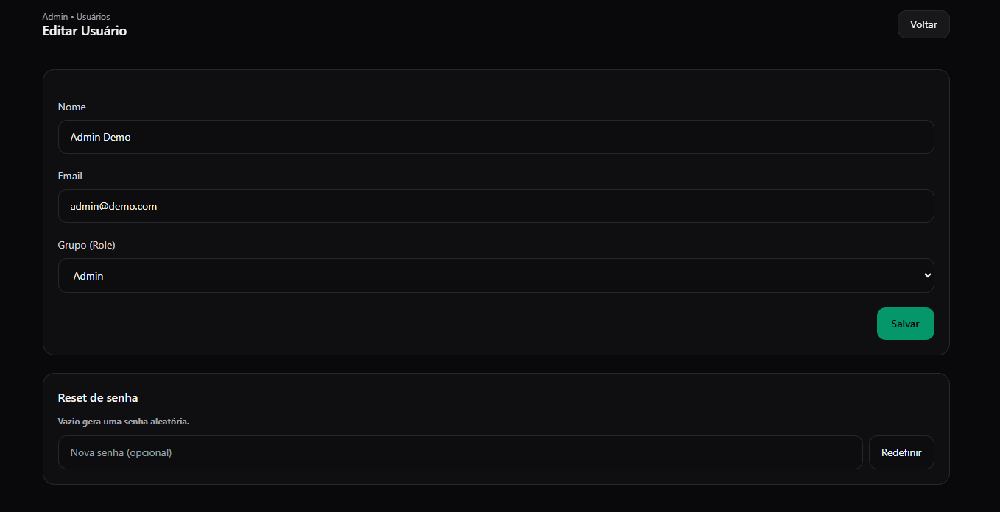 Admin • Usuários
Editar Usuário
Voltar
Nome
Admin Demo
Email
admin@demo.com
Grupo (Role)
Admin
Salvar
Reset de senha
Vazio gera uma senha aleatória.
Nova senha (opcional)
Redefinir